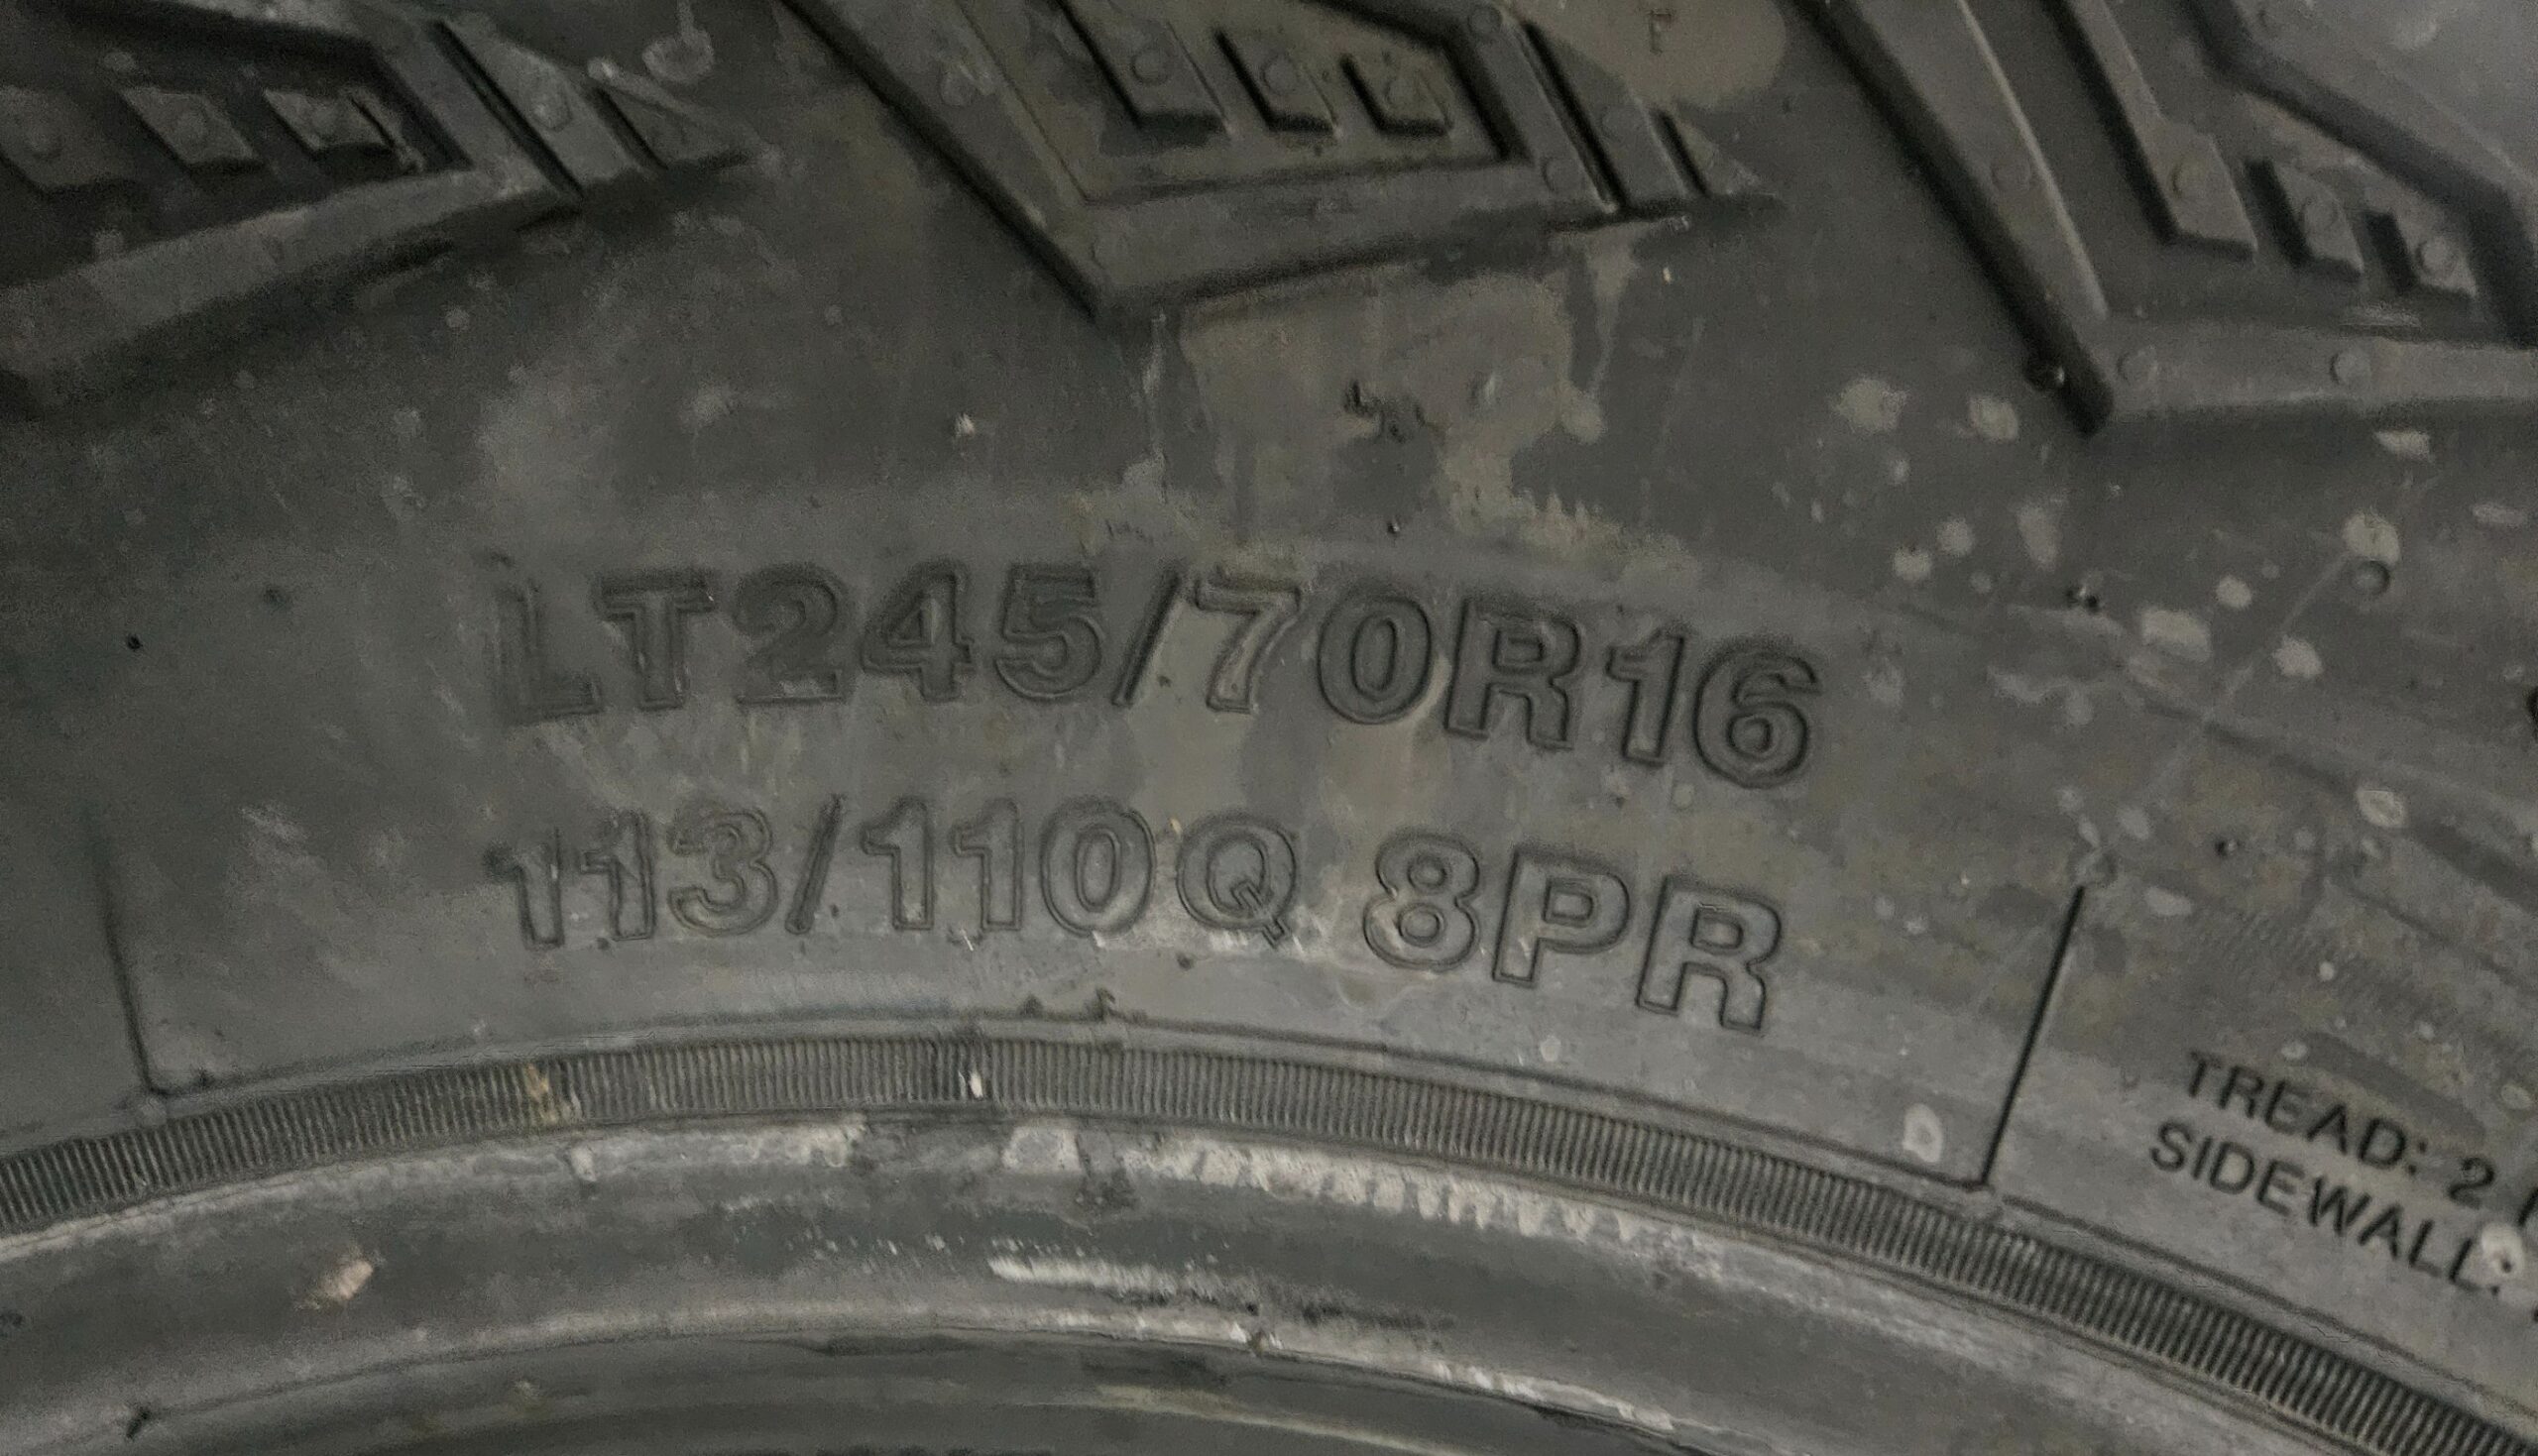 LT245/70R16
113/110Q 8PR
TREAD: 2
SIDEWALL: